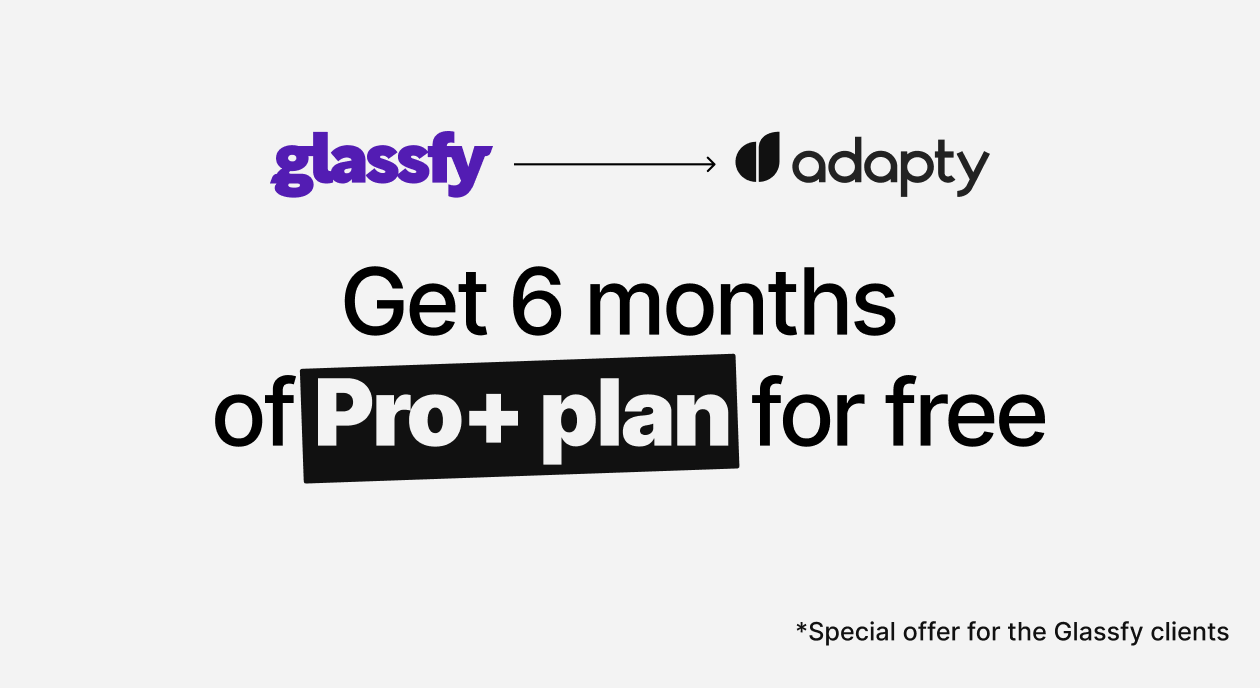 glassfy adapty
Get 6 months
of Pro+ plan for free
*Special offer for the Glassfy clients